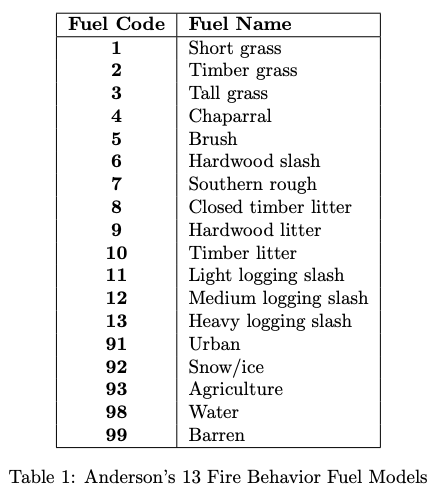 Fuel Code Fuel Name
1 Short grass
2 Timber grass
3 Tall grass
4 Chaparral
5 Brush
6 Hardwood slash
7 Southern rough
8 Closed timber litter
9 Hardwood litter
10 Timber litter
11 Light logging slash
12 Medium logging slash
13 Heavy logging slash
91 Urban
92 Snow/ice
93 Agriculture
98 Water
99 Barren
Table 1: Anderson's 13 Fire Behavior Fuel Models